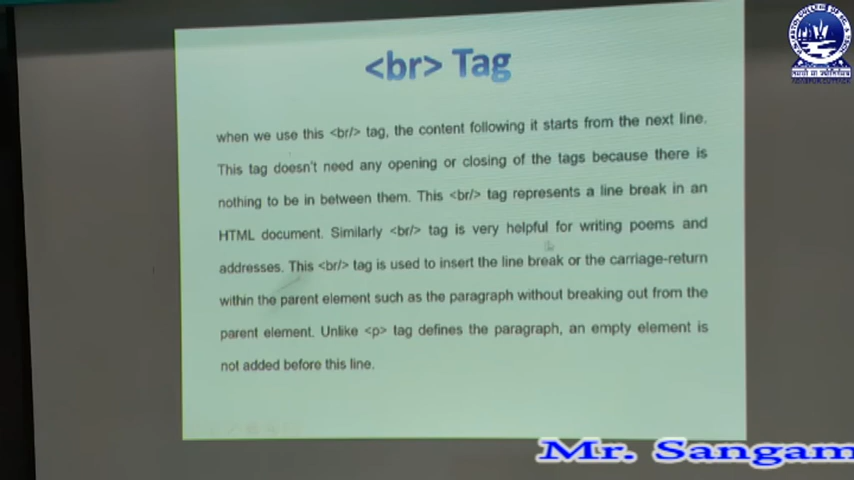 <br> Tag
when we use this <br/> tag, the content following it starts from the next line.
This tag doesn't need any opening or closing of the tags because there is
nothing to be in between them. This <br/> tag represents a line break in an
HTML document. Similarly <br/> tag is very helpful for writing poems and
addresses. This <br/> tag is used to insert the line break or the carriage-return
within the parent element such as the paragraph without breaking out from the
parent element. Unlike <p> tag defines the paragraph, an empty element is
not added before this line.
Mr. Sangam